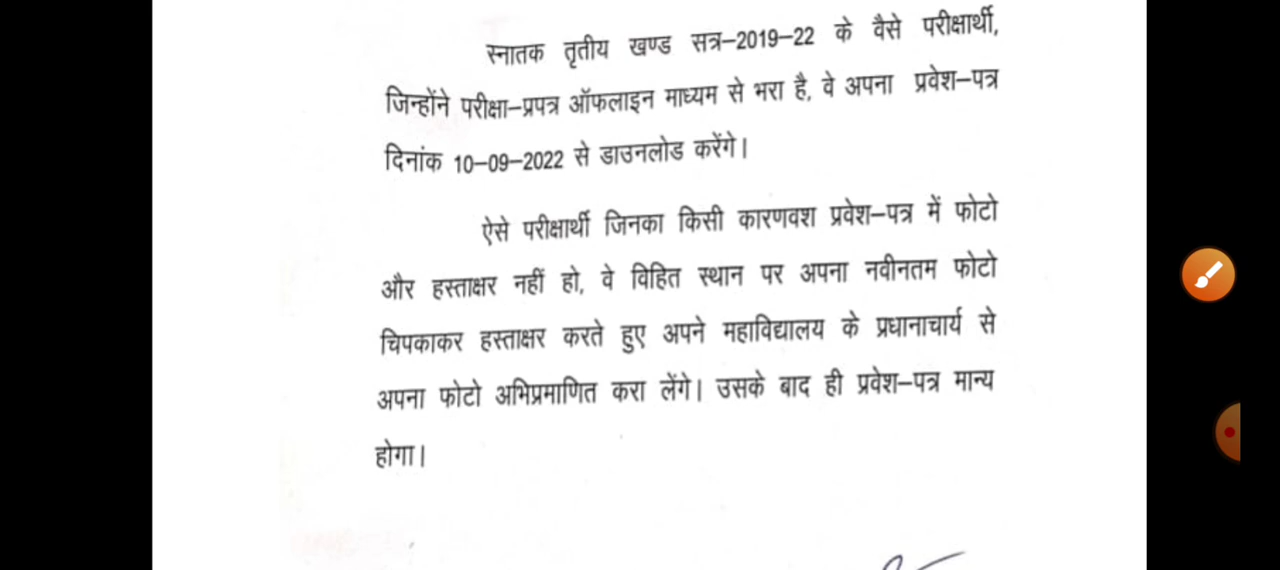 स्नातक तृतीय खण्ड सत्र–2019–22 के वैसे परीक्षार्थी,
जिन्होंने परीक्षा–प्रपत्र ऑफलाइन माध्यम से भरा है, वे अपना प्रवेश–पत्र
दिनांक 10–09–2022 से डाउनलोड करेंगे।
ऐसे परीक्षार्थी जिनका किसी कारणवश प्रवेश–पत्र में फोटो
और हस्ताक्षर नहीं हो, वे विहित स्थान पर अपना नवीनतम फोटो
चिपकाकर हस्ताक्षर करते हुए अपने महाविद्यालय के प्रधानाचार्य से
अपना फोटो अभिप्रमाणित करा लेंगे। उसके बाद ही प्रवेश–पत्र मान्य
होगा।